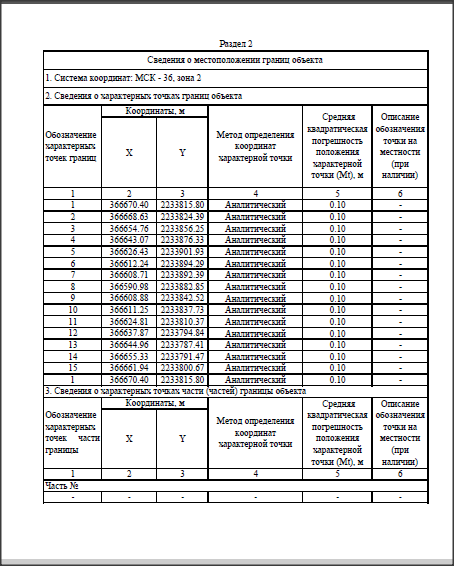 Раздел 2
Сведения о местоположении границ объекта
1. Система координат: МСК - 36, зона 2
2. Сведения о характерных точках границ объекта
Обозначение характерных точек границ
Координаты, м
X
Y
Метод определения координат характерной точки
Средняя квадратическая погрешность положения характерной точки (Mt), м
Описание обозначения точки на местности (при наличии)
1 2 3 4 5 6
1 366670.40 2233815.80 Аналитический 0.10 -
2 366668.63 2233824.39 Аналитический 0.10 -
3 366654.76 2233856.25 Аналитический 0.10 -
4 366643.07 2233876.33 Аналитический 0.10 -
5 366626.43 2233901.93 Аналитический 0.10 -
6 366612.24 2233894.29 Аналитический 0.10 -
7 366608.71 2233892.39 Аналитический 0.10 -
8 366590.98 2233882.85 Аналитический 0.10 -
9 366608.88 2233842.52 Аналитический 0.10 -
10 366611.25 2233837.73 Аналитический 0.10 -
11 366624.81 2233810.37 Аналитический 0.10 -
12 366637.87 2233794.84 Аналитический 0.10 -
13 366644.96 2233787.41 Аналитический 0.10 -
14 366655.33 2233791.47 Аналитический 0.10 -
15 366661.94 2233800.67 Аналитический 0.10 -
1 366670.40 2233815.80 Аналитический 0.10 -
3. Сведения о характерных точках части (частей) границы объекта
Обозначение характерных точек части границы
Координаты, м
X
Y
Метод определения координат характерной точки
Средняя квадратическая погрешность положения характерной точки (Mt), м
Описание обозначения точки на местности (при наличии)
1 2 3 4 5 6
Часть №
- - - - - -